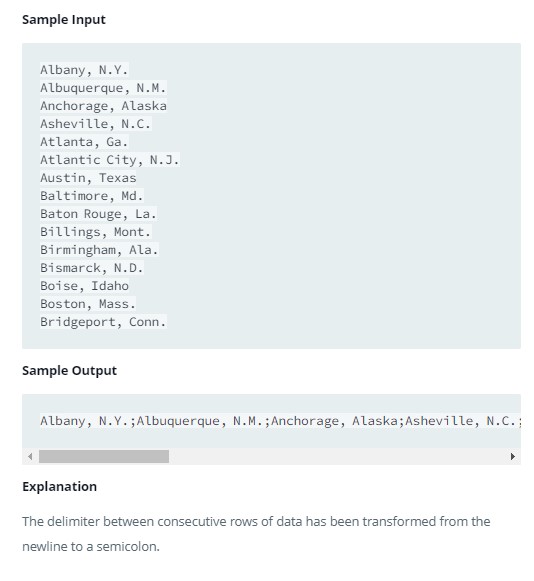 Sample Input
Albany, N.Y.
Albuquerque, N.M.
Anchorage, Alaska
Asheville, N.C.
Atlanta, Ga.
Atlantic City, N.J.
Austin, Texas
Baltimore, Md.
Baton Rouge, La.
Billings, Mont.
Birmingham, Ala.
Bismarck, N.D.
Boise, Idaho
Boston, Mass.
Bridgeport, Conn.
Sample Output
Albany, N.Y.;Albuquerque, N.M.;Anchorage, Alaska;Asheville, N.C.;
Explanation
The delimiter between consecutive rows of data has been transformed from the
newline to a semicolon.